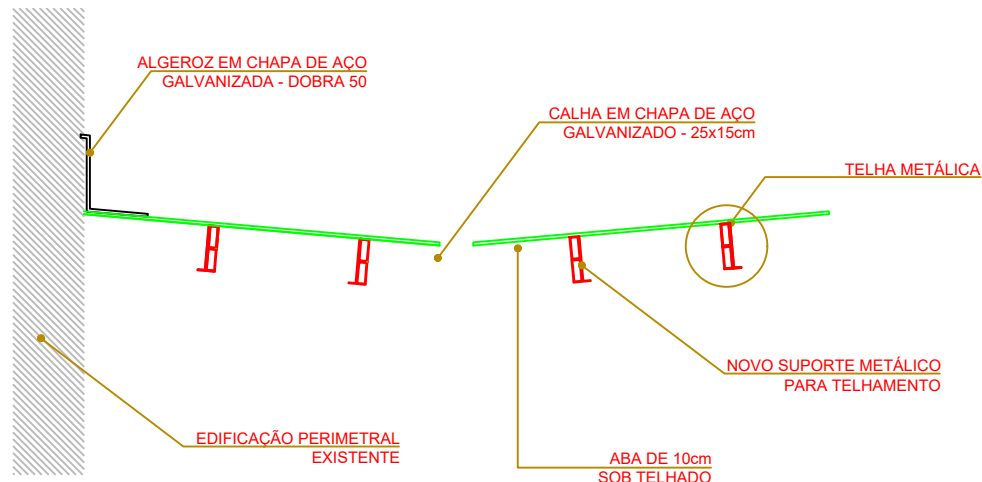 ALGEROZ EM CHAPA DE AÇO
GALVANIZADA - DOBRA 50
CALHA EM CHAPA DE AÇO
GALVANIZADO - 25x15cm
TELHA METÁLICA
NOVO SUPORTE METÁLICO
PARA TELHAMENTO
EDIFICAÇÃO PERIMETRAL
EXISTENTE
ABA DE 10cm
SOB TELHADO